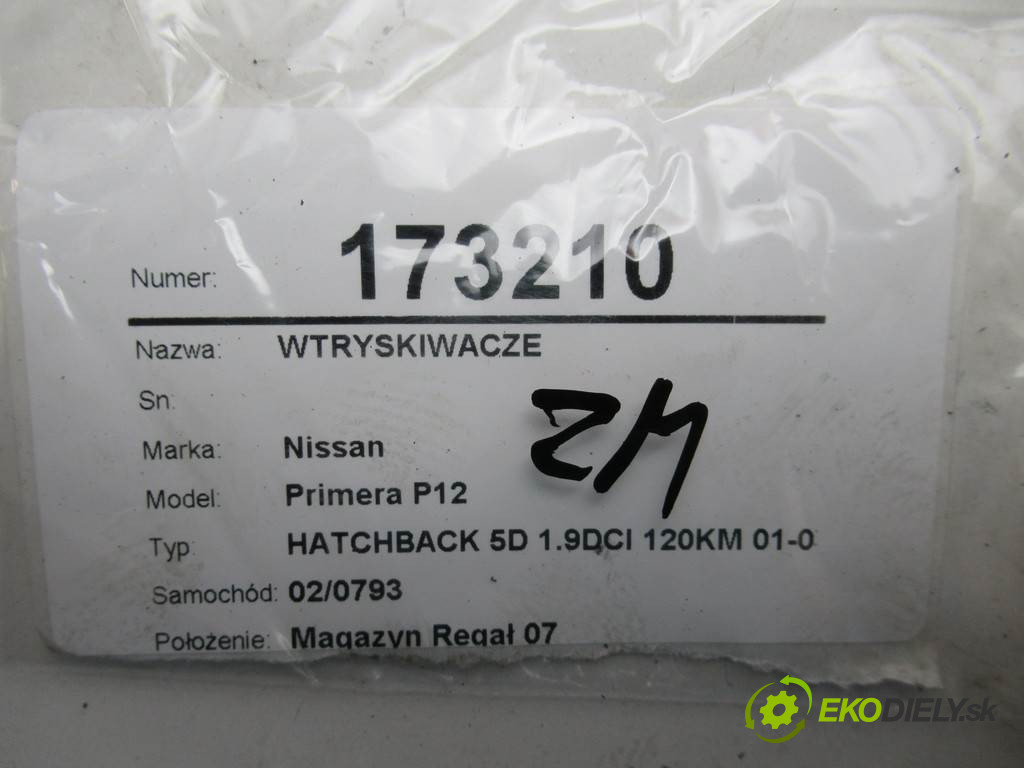 Numer: 173210
Nazwa: WTRYSKIWACZE
Sn:
Marka: Nissan
Model: Primera P12
Typ: HATCHBACK 5D 1.9DCI 120KM 01-0
Samochód: 02/0793
Położenie: Magazyn Regał 07
EKODIELY.sk